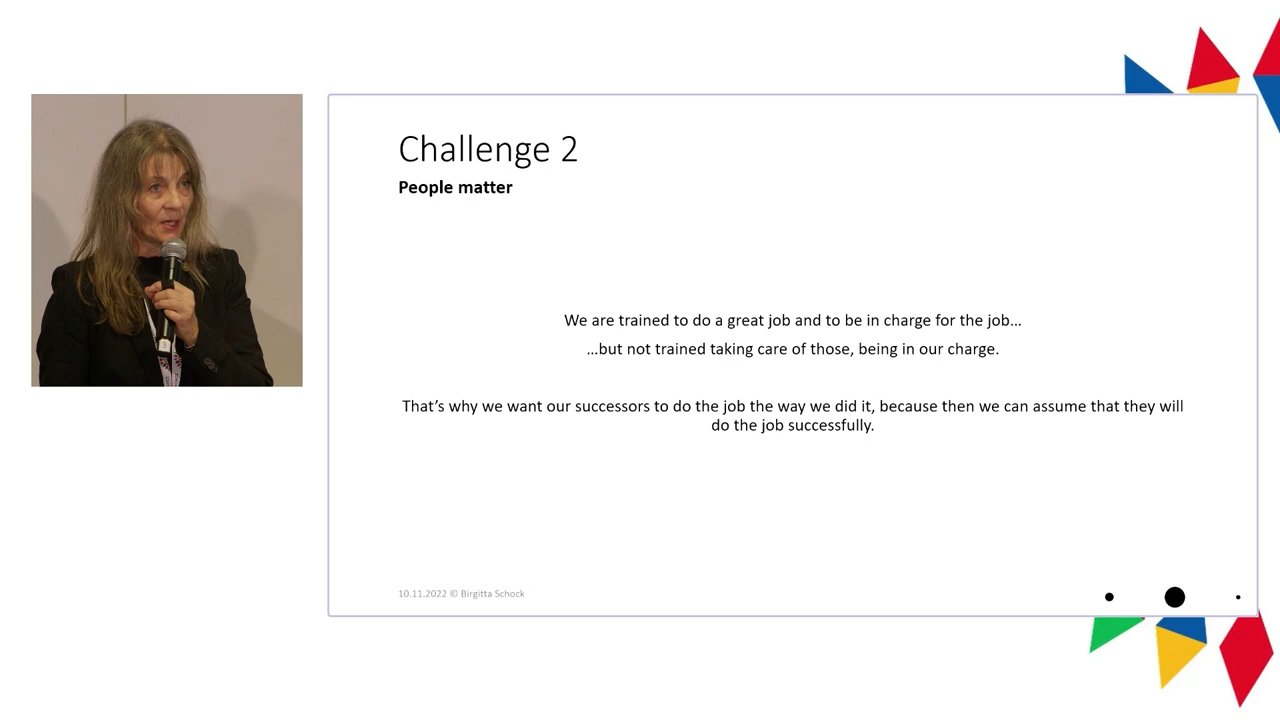 Challenge 2
People matter
We are trained to do a great job and to be in charge for the job...
...but not trained taking care of those, being in our charge.
That’s why we want our successors to do the job the way we did it, because then we can assume that they will
do the job successfully.
10.11.2022 © Birgitta Schock